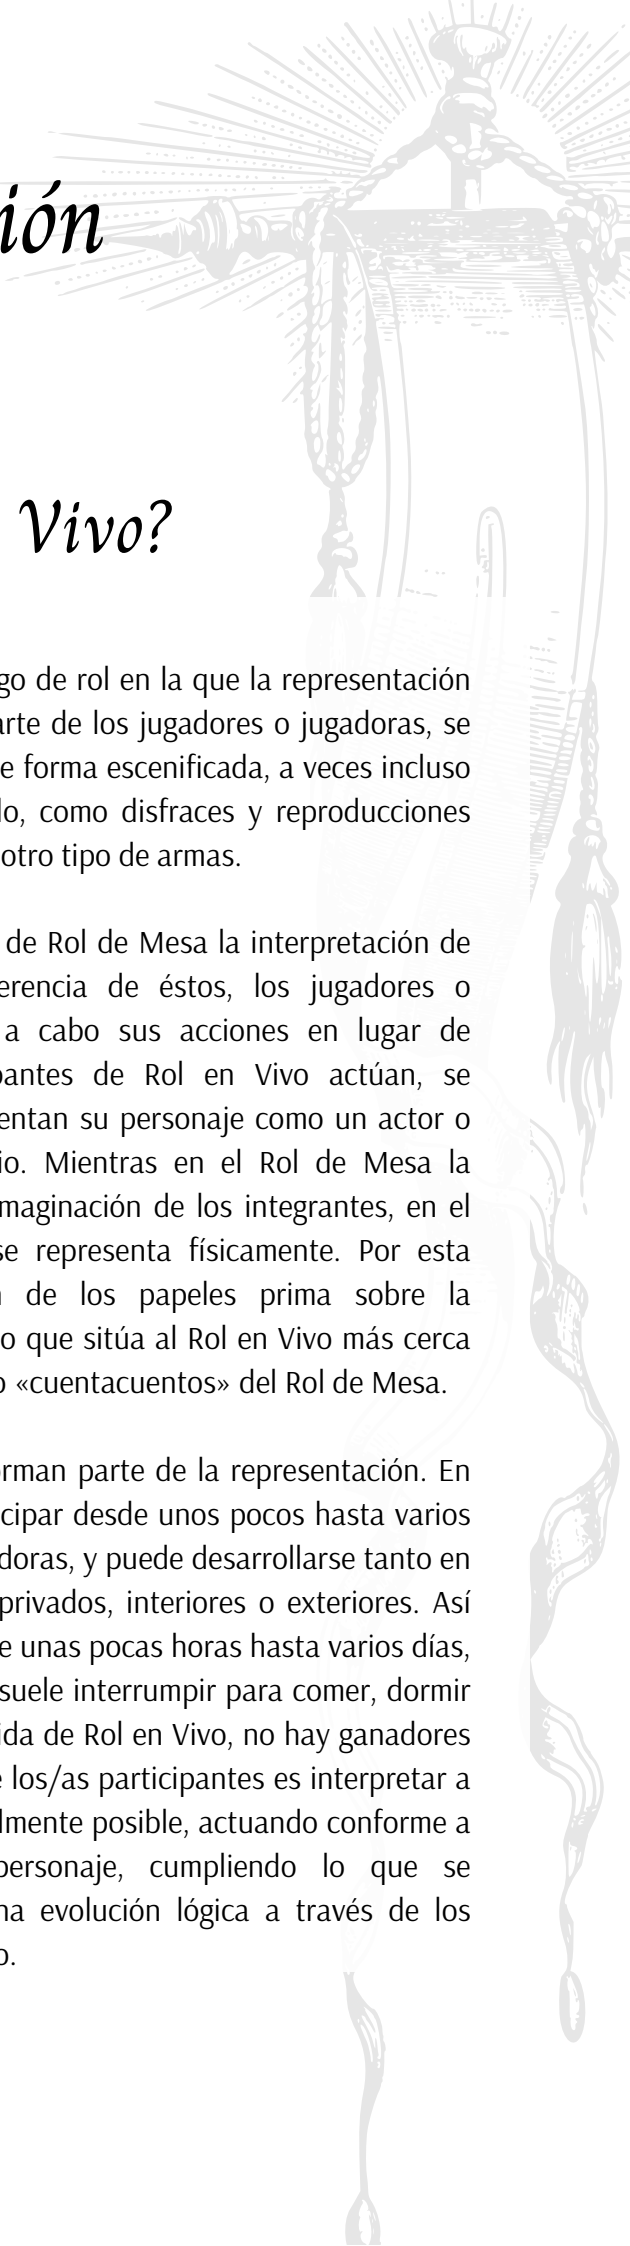 ión
Vivo?
go de rol en la que la representación
arte de los jugadores o jugadoras, se
e forma escenificada, a veces incluso
lo, como disfraces y reproducciones
otro tipo de armas.
de Rol de Mesa la interpretación de
erencia de éstos, los jugadores o
a cabo sus acciones en lugar de
pantes de Rol en Vivo actúan, se
entan su personaje como un actor o
io. Mientras en el Rol de Mesa la
maginación de los integrantes, en el
se representa físicamente. Por esta
n de los papeles prima sobre la
o que sitúa al Rol en Vivo más cerca
o «cuentacuentos» del Rol de Mesa.
orman parte de la representación. En
cipar desde unos pocos hasta varios
doras, y puede desarrollarse tanto en
privados, interiores o exteriores. Así
e unas pocas horas hasta varios días,
suele interrumpir para comer, dormir
ida de Rol en Vivo, no hay ganadores
e los/as participantes es interpretar a
lmente posible, actuando conforme a
personaje, cumpliendo lo que se
na evolución lógica a través de los
o.